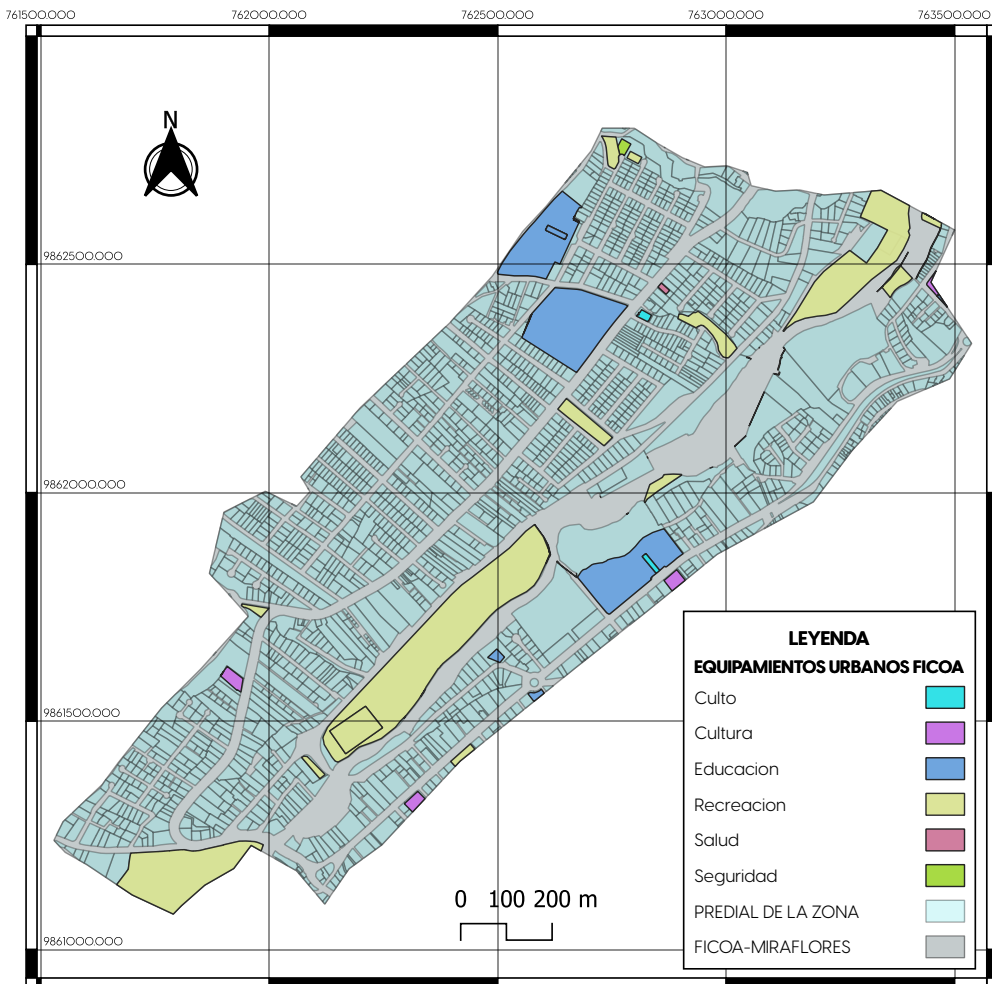 761500.000 762000.000 762500.000 763000.000 763500.000
N
9862500.000
9862000.000
9861500.000
9861000.000
0 100 200 m
LEYENDA
EQUIPAMIENTOS URBANOS FICOA
Culto
Cultura
Educacion
Recreacion
Salud
Seguridad
PREDIAL DE LA ZONA
FICOA-MIRAFLORES